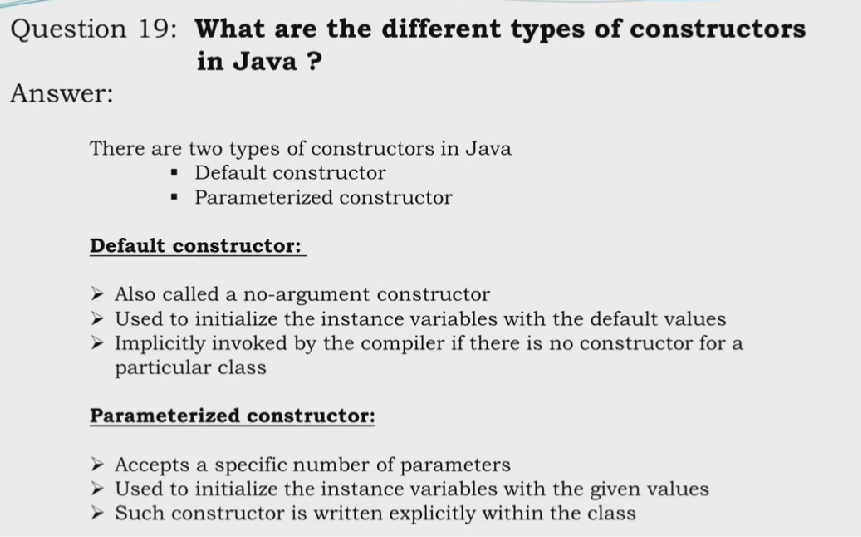 Question 19: What are the different types of constructors
in Java ?
Answer:
There are two types of constructors in Java
▪ Default constructor
▪ Parameterized constructor
Default constructor:
➢ Also called a no-argument constructor
➢ Used to initialize the instance variables with the default values
➢ Implicitly invoked by the compiler if there is no constructor for a
particular class
Parameterized constructor:
➢ Accepts a specific number of parameters
➢ Used to initialize the instance variables with the given values
➢ Such constructor is written explicitly within the class